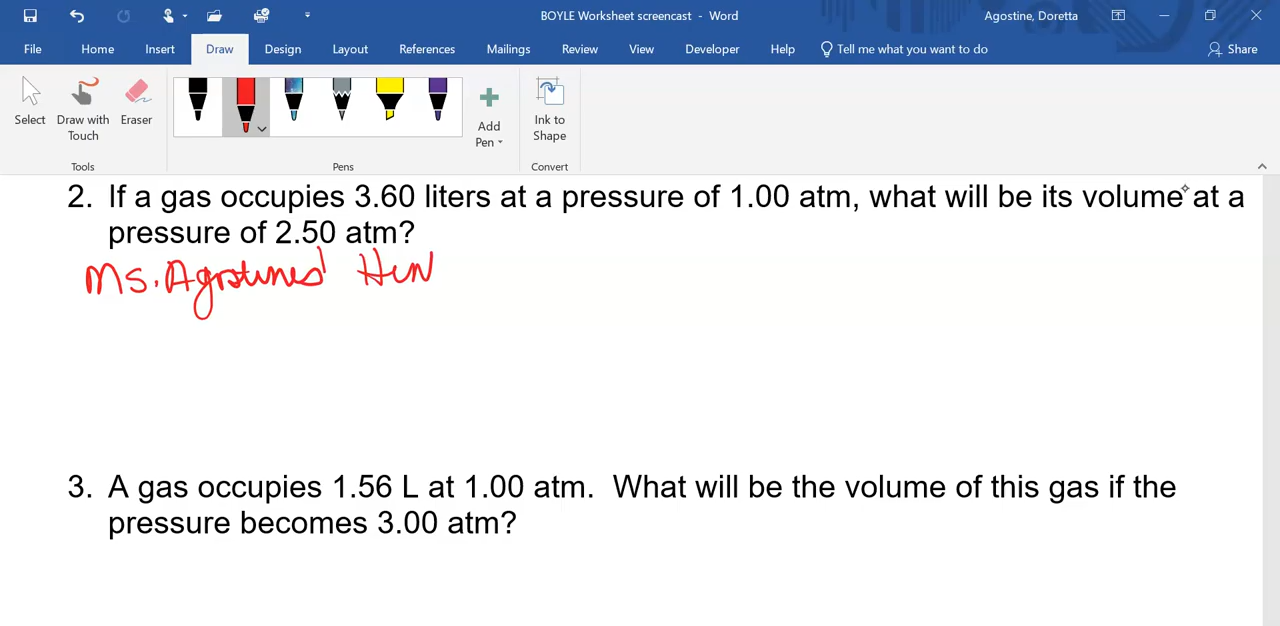 BOYLE Worksheet screencast - Word
Agostine, Doretta
File Home Insert Draw Design Layout References Mailings Review View Developer Help Tell me what you want to do Share
Select
Draw with Touch
Eraser
Add Pen
Ink to Shape
Tools
Pens
Convert
2. If a gas occupies 3.60 liters at a pressure of 1.00 atm, what will be its volume at a
pressure of 2.50 atm?
Ms. Agostines'
3. A gas occupies 1.56 L at 1.00 atm. What will be the volume of this gas if the
pressure becomes 3.00 atm?